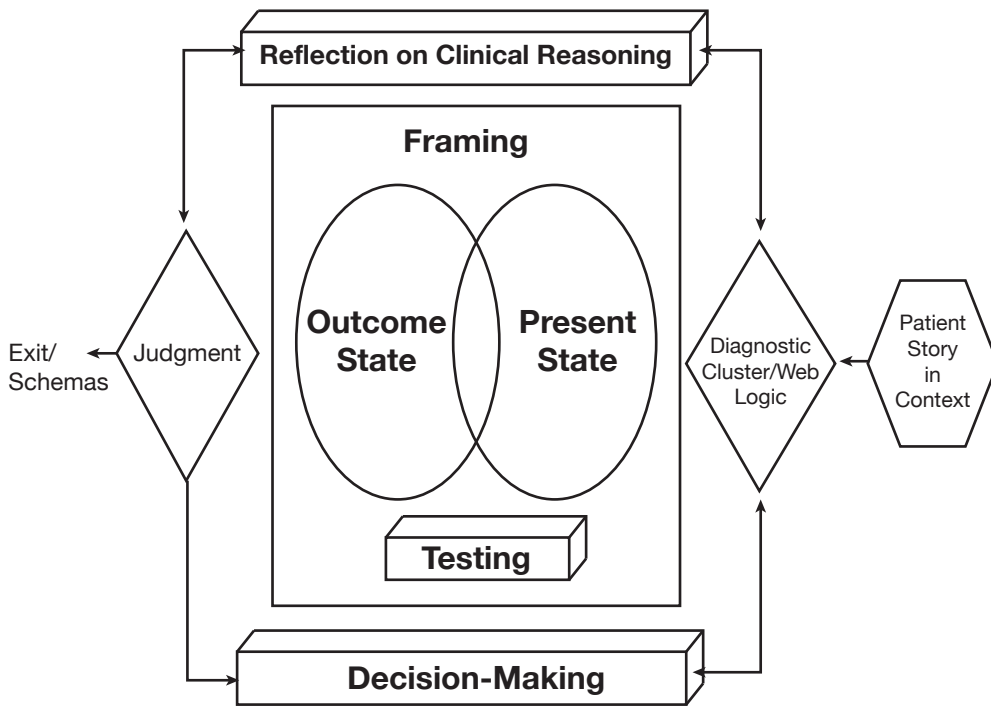 Reflection on Clinical Reasoning
Framing
Outcome
State
Present
State
Exit/
Schemas
Judgment
Diagnostic
Cluster/Web
Logic
Patient
Story
in
Context
Testing
Decision-Making